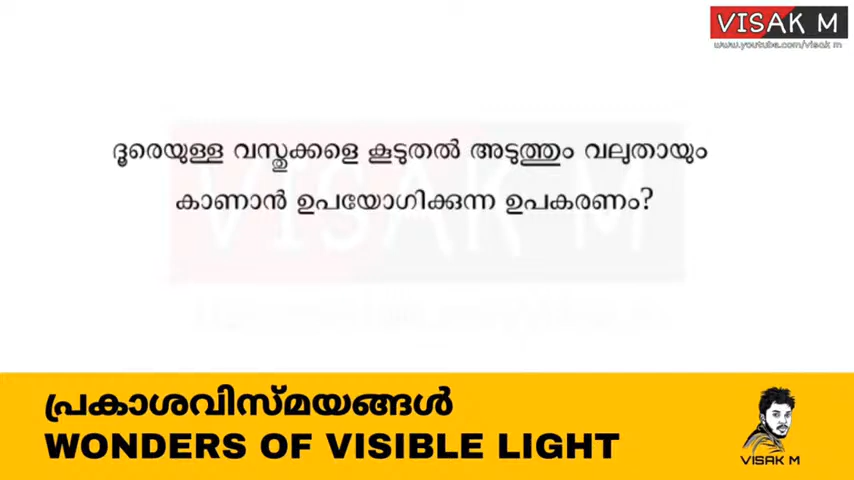 VISAK M
www.youtube.com/visak m
ദൂരെയുള്ള വസ്തുക്കളെ കൂടുതൽ അടുത്തും വലുതായും
കാണാൻ ഉപയോഗിക്കുന്ന ഉപകരണം?
VISAK M
പ്രകാശവിസ്മയങ്ങൾ
WONDERS OF VISIBLE LIGHT
VISAK M